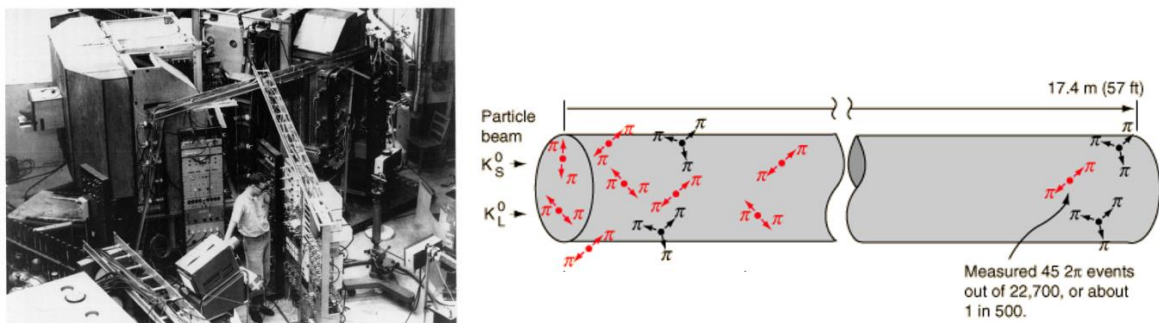 17.4 m (57 ft)
Particle
beam
K⁰S
K⁰L
π π
π π
π π
π π
π π
π π
π π
π π
π π π
π π π
π π
π π π
π π π
Measured 45 2π events
out of 22,700, or about
1 in 500.